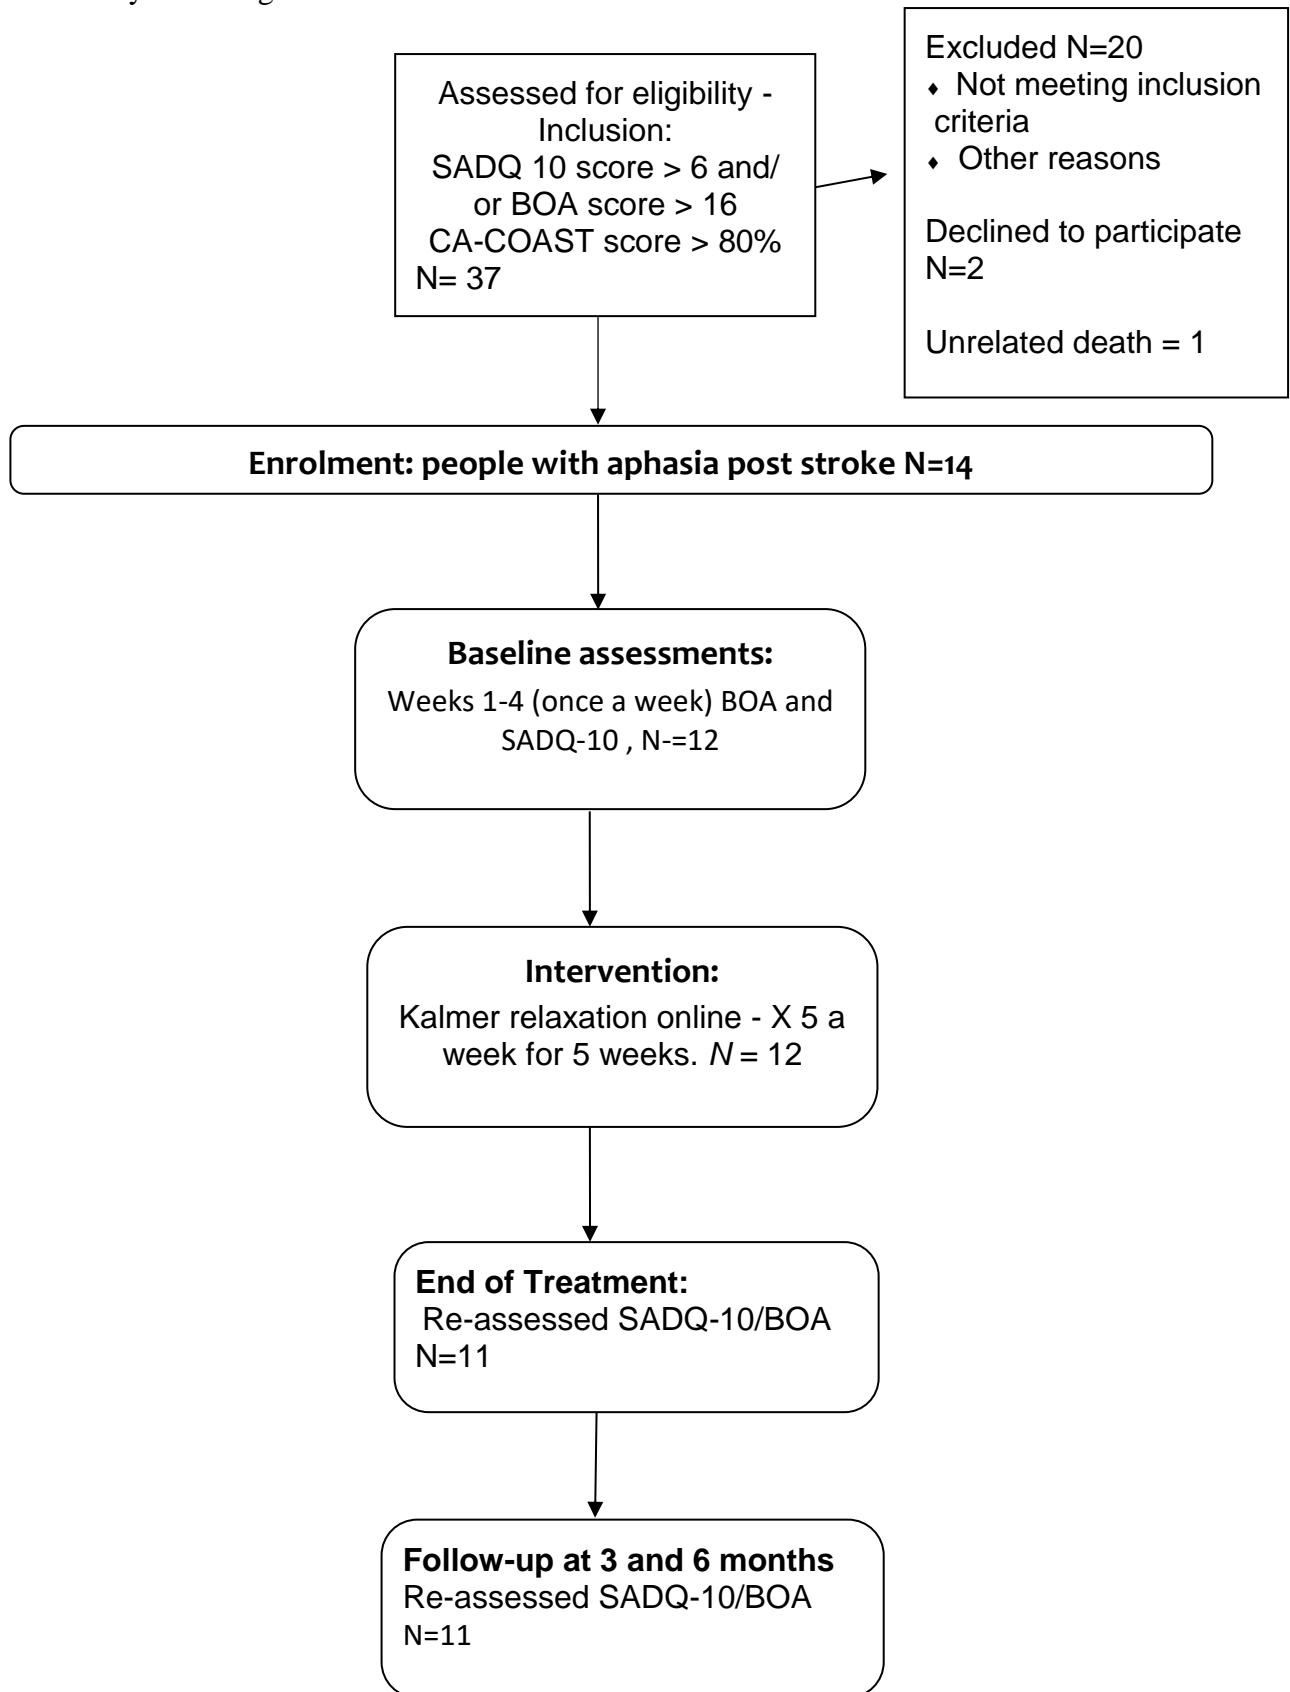 Assessed for eligibility -
Inclusion:
SADQ 10 score > 6 and/
or BOA score > 16
CA-COAST score > 80%
N= 37
Excluded N=20
⬧ Not meeting inclusion
criteria
⬧ Other reasons
Declined to participate
N=2
Unrelated death = 1
Enrolment: people with aphasia post stroke N=14
Baseline assessments:
Weeks 1-4 (once a week) BOA and
SADQ-10 , N-=12
Intervention:
Kalmer relaxation online - X 5 a
week for 5 weeks. N = 12
End of Treatment:
Re-assessed SADQ-10/BOA
N=11
Follow-up at 3 and 6 months
Re-assessed SADQ-10/BOA
N=11